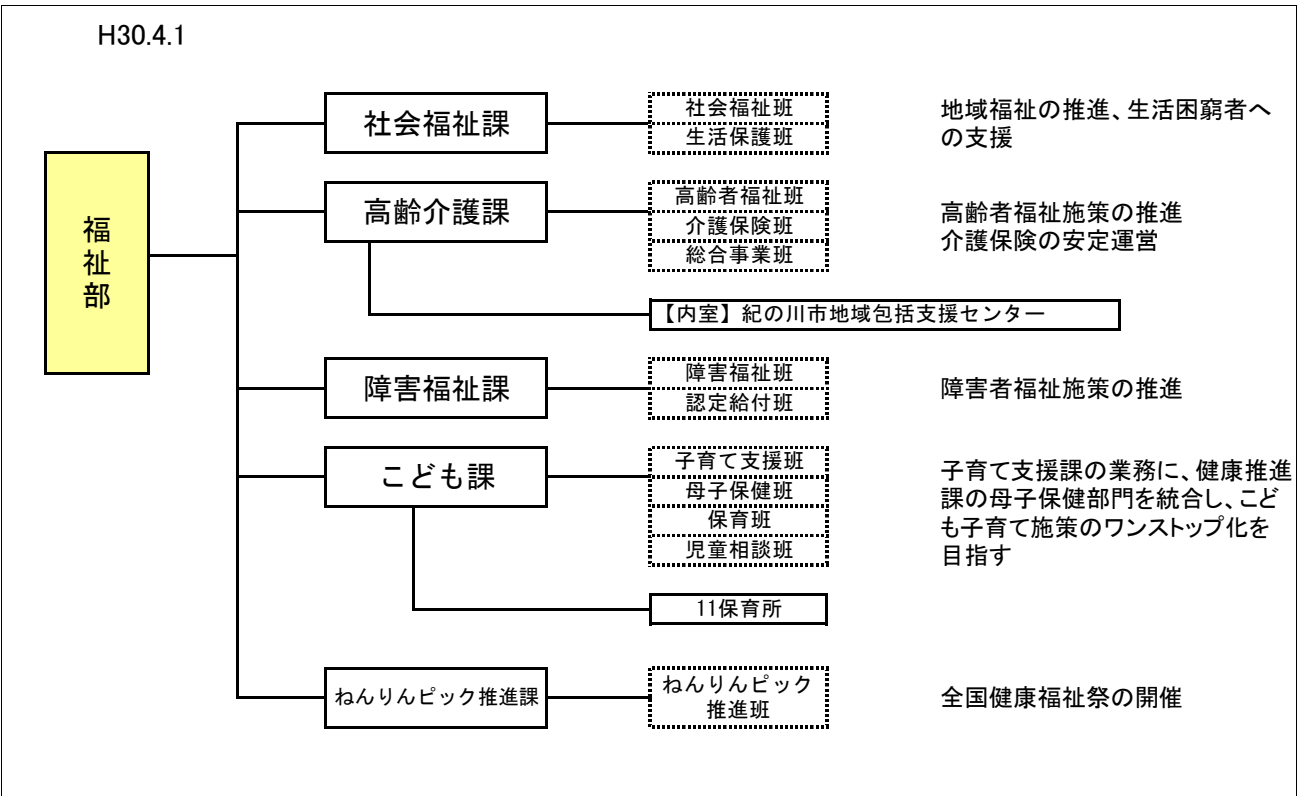 H30.4.1
福祉部
社会福祉課
社会福祉班
生活保護班
地域福祉の推進、生活困窮者へ
の支援
高齢介護課
高齢者福祉班
介護保険班
総合事業班
高齢者福祉施策の推進
介護保険の安定運営
【内室】紀の川市地域包括支援センター
障害福祉課
障害福祉班
認定給付班
障害者福祉施策の推進
こども課
子育て支援班
母子保健班
保育班
児童相談班
子育て支援課の業務に、健康推進
課の母子保健部門を統合し、こど
も子育て施策のワンストップ化を
目指す
11保育所
ねんりんピック推進課
ねんりんピック
推進班
全国健康福祉祭の開催